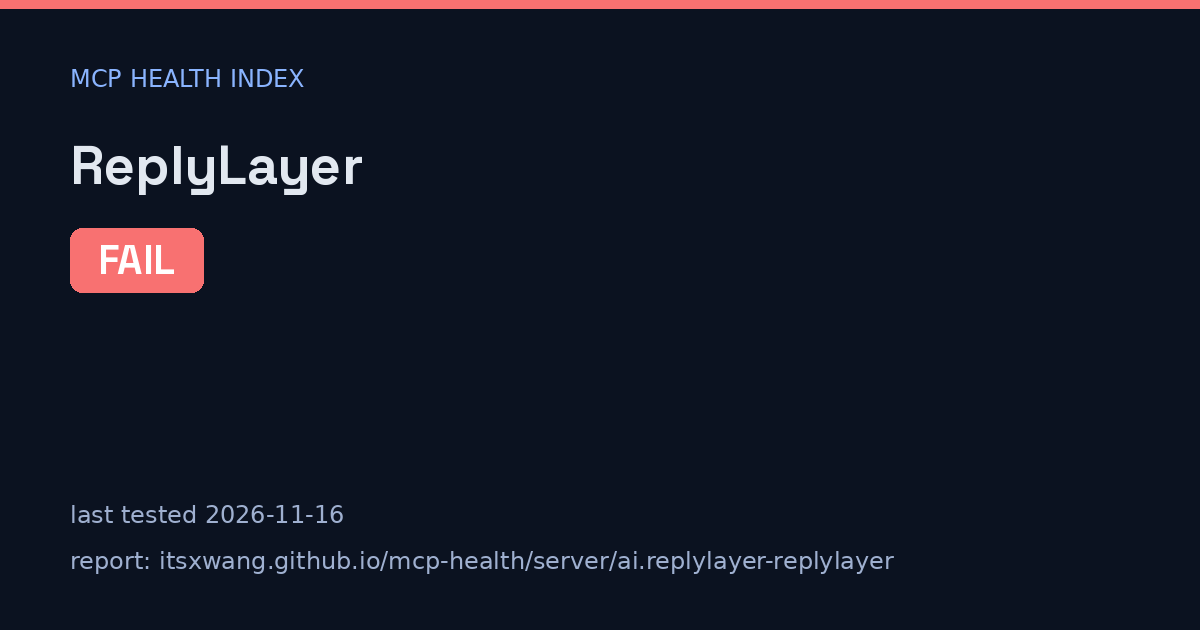 MCP HEALTH INDEX
ReplyLayer
FAIL
last tested 2026-11-16
report: itsxwang.github.io/mcp-health/server/ai.replylayer-replylayer